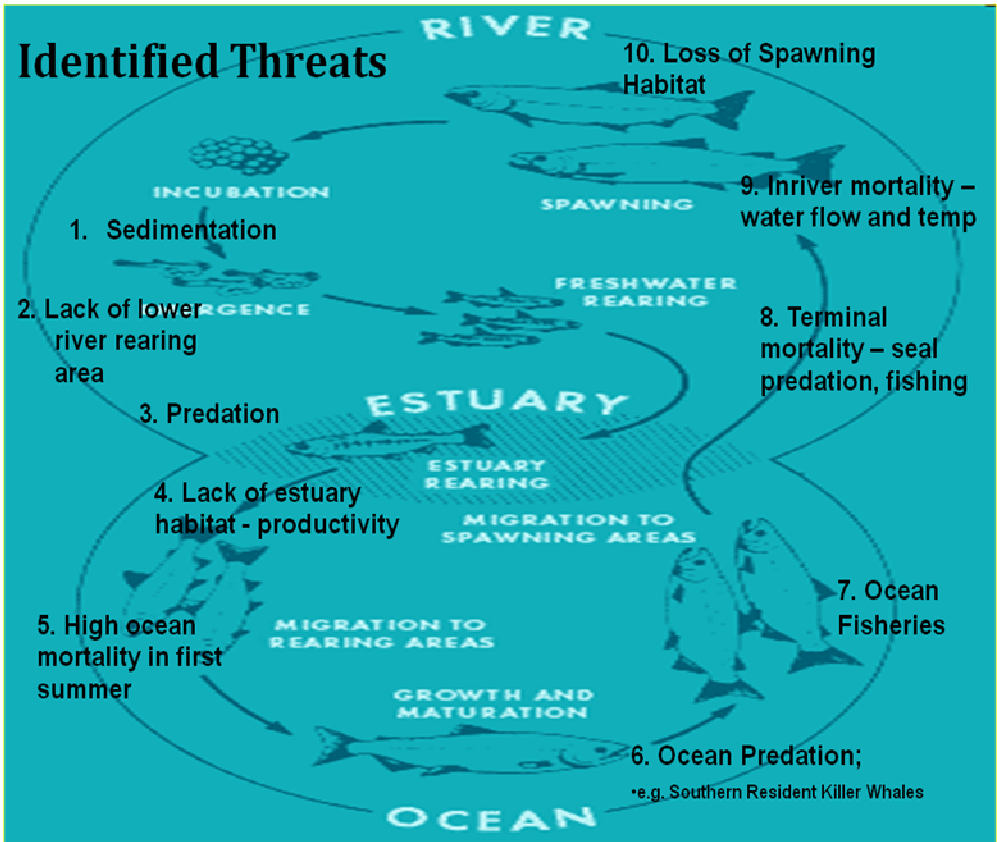 RIVER
Identified Threats
10. Loss of Spawning
Habitat
INCUBATION
SPAWNING
9. Inriver mortality –
water flow and temp
1. Sedimentation
FRESHWATER
REARING
2. Lack of lower
river rearing
area
RGENCE
8. Terminal
mortality – seal
predation, fishing
ESTUARY
3. Predation
ESTUARY
REARING
4. Lack of estuary
habitat - productivity
MIGRATION TO
SPAWNING AREAS
5. High ocean
mortality in first
summer
MIGRATION TO
REARING AREAS
7. Ocean
Fisheries
GROWTH AND
MATURATION
6. Ocean Predation;
•e.g. Southern Resident Killer Whales
OCEAN